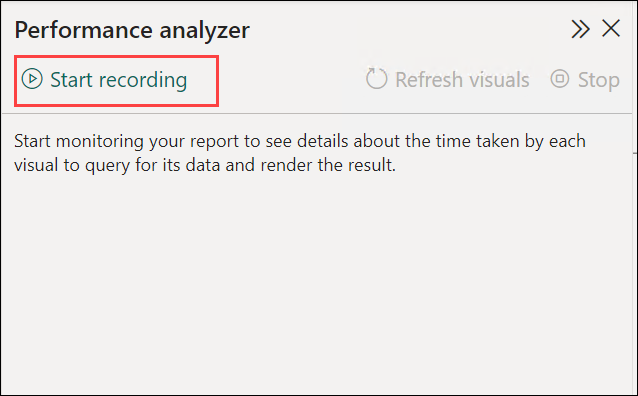 Performance analyzer
Start recording Refresh visuals Stop
Start monitoring your report to see details about the time taken by each
visual to query for its data and render the result.